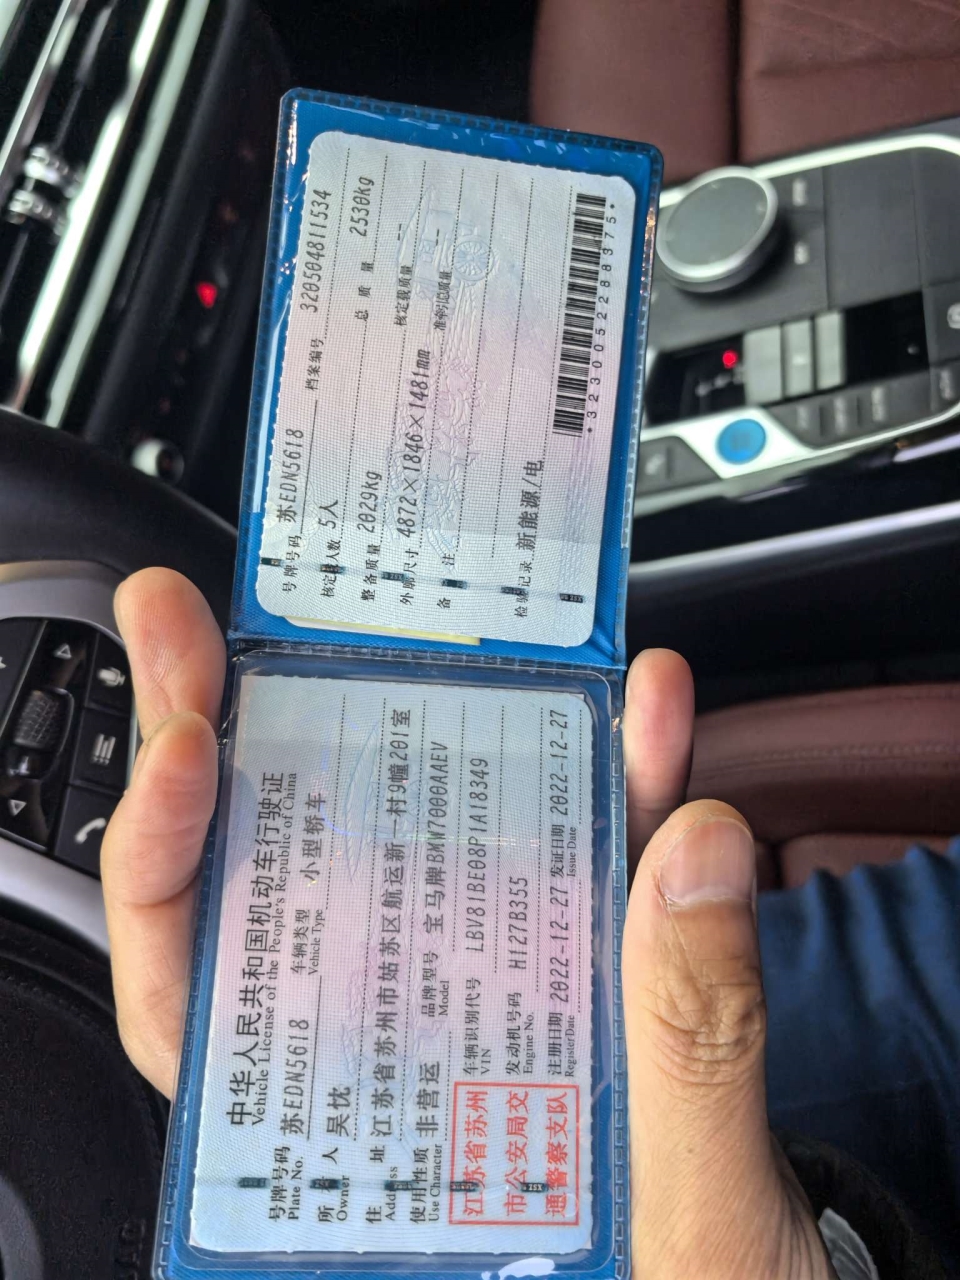 中华人民共和国机动车行驶证
Vehicle License of the People's Republic of China
号牌号码 苏EDN5618 车辆类型 小型轿车
Plate No. Vehicle Type
所有人 吴忱
Owner
住址 江苏省苏州市姑苏区航运新村9幢201室
Address
使用性质 非营运 品牌型号 宝马牌BMW7000AAEV
Use Character Model
车辆识别代号 LBV81BE08P1A18349
VIN
发动机号码 H127B355
Engine No.
注册日期 2022-12-27 发证日期 2022-12-27
Register Date Issue Date
江苏省苏州
市公安局交
通警察支队
号牌号码 苏EDN5618 档案编号 320504811534
核定载人数 5人 总质量 2530kg
整备质量 2029kg 核定载质量 --
外廓尺寸 4872×1846×1481mm 准牵引总质量 --
备注
检验记录 新能源/电
*3230052288375*